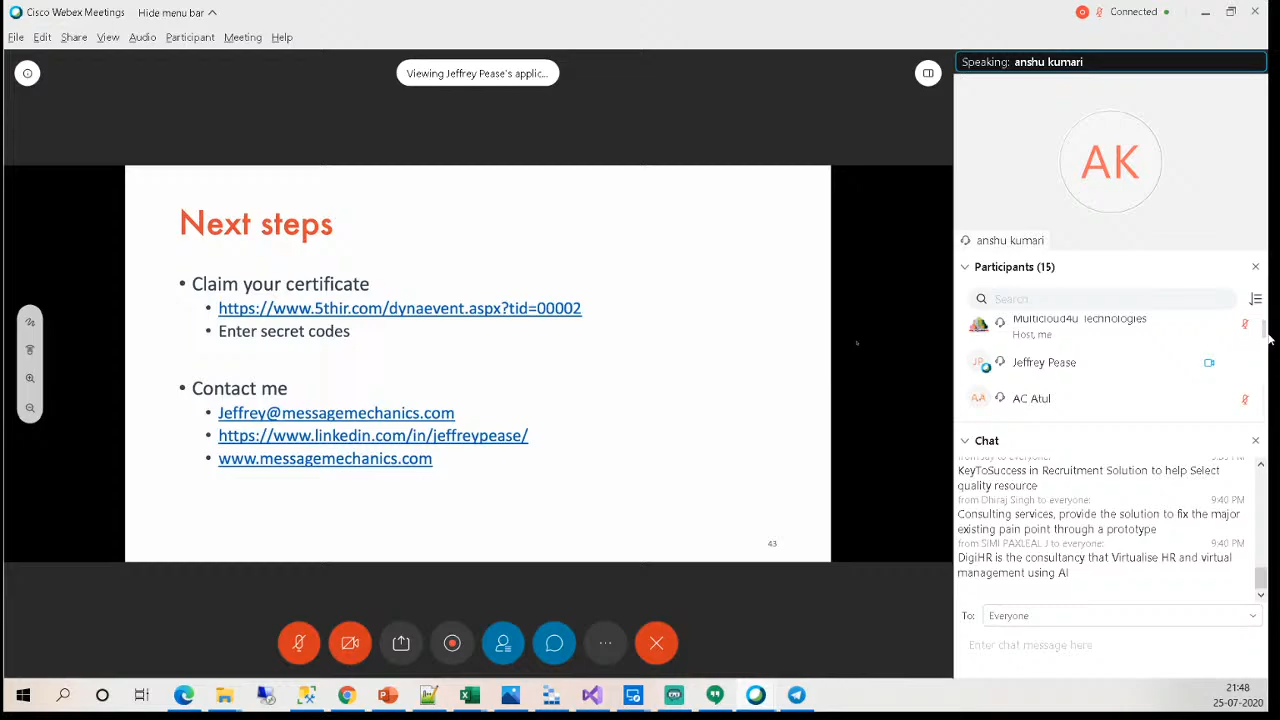 Cisco Webex Meetings
Hide menu bar
Connected
File Edit Share View Audio Participant Meeting Help
Viewing Jeffrey Pease's applic...
Speaking: anshu kumari
AK
anshu kumari
Next steps
• Claim your certificate
• https://www.5thir.com/dynaevent.aspx?tid=00002
• Enter secret codes
• Contact me
• Jeffrey@messagemechanics.com
• https://www.linkedin.com/in/jeffreypease/
• www.messagemechanics.com
43
Participants (15)
Search
Multicloud4u Technologies
Host, me
JP Jeffrey Pease
AA AC Atul
Chat
KeyToSuccess in Recruitment Solution to help Select
quality resource
from Dhiraj Singh to everyone: 9:40 PM
Consulting services, provide the solution to fix the major
existing pain point through a prototype
from SIMI PAXLEAL J to everyone: 9:40 PM
DigiHR is the consultancy that Virtualise HR and virtual
management using AI
To: Everyone
Enter chat message here
21:48
25-07-2020